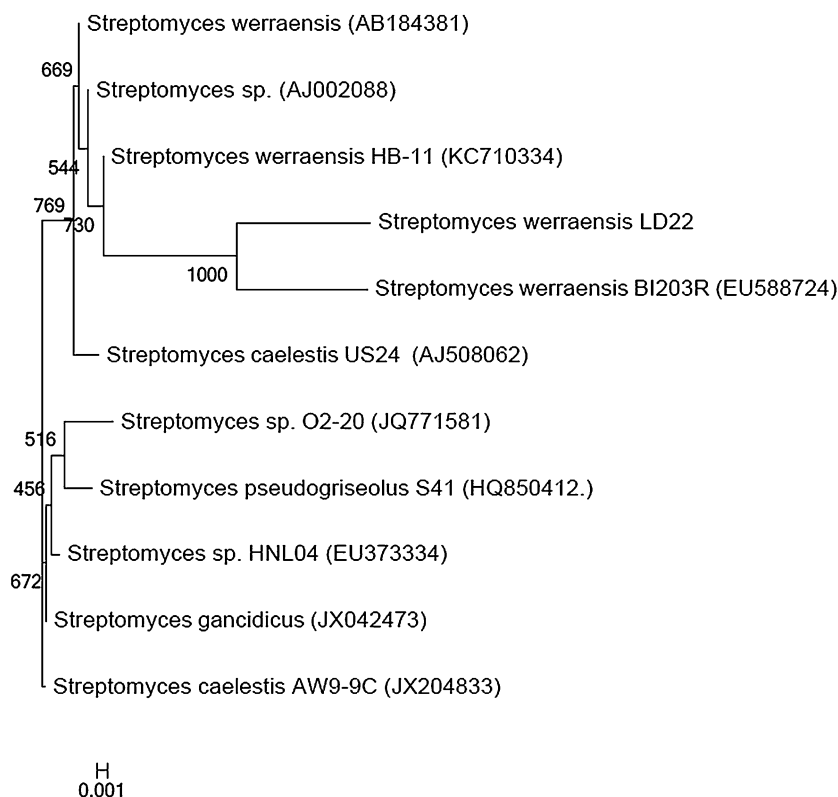 Streptomyces werraensis (AB184381)
669
Streptomyces sp. (AJ002088)
Streptomyces werraensis HB-11 (KC710334)
544
769
730
Streptomyces werraensis LD22
1000
Streptomyces werraensis BI203R (EU588724)
Streptomyces caelestis US24 (AJ508062)
Streptomyces sp. O2-20 (JQ771581)
516
456
Streptomyces pseudogriseolus S41 (HQ850412.)
Streptomyces sp. HNL04 (EU373334)
672
Streptomyces gancidicus (JX042473)
Streptomyces caelestis AW9-9C (JX204833)
0.001